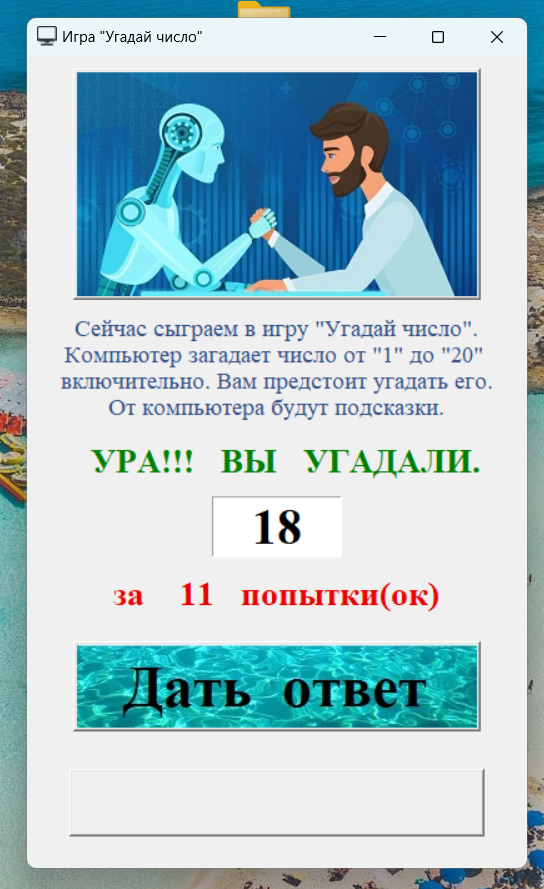 Игра "Угадай число"
Сейчас сыграем в игру "Угадай число".
Компьютер загадает число от "1" до "20"
включительно. Вам предстоит угадать его.
От компьютера будут подсказки.
УРА!!! ВЫ УГАДАЛИ.
18
за 11 попытки(ок)
Дать ответ